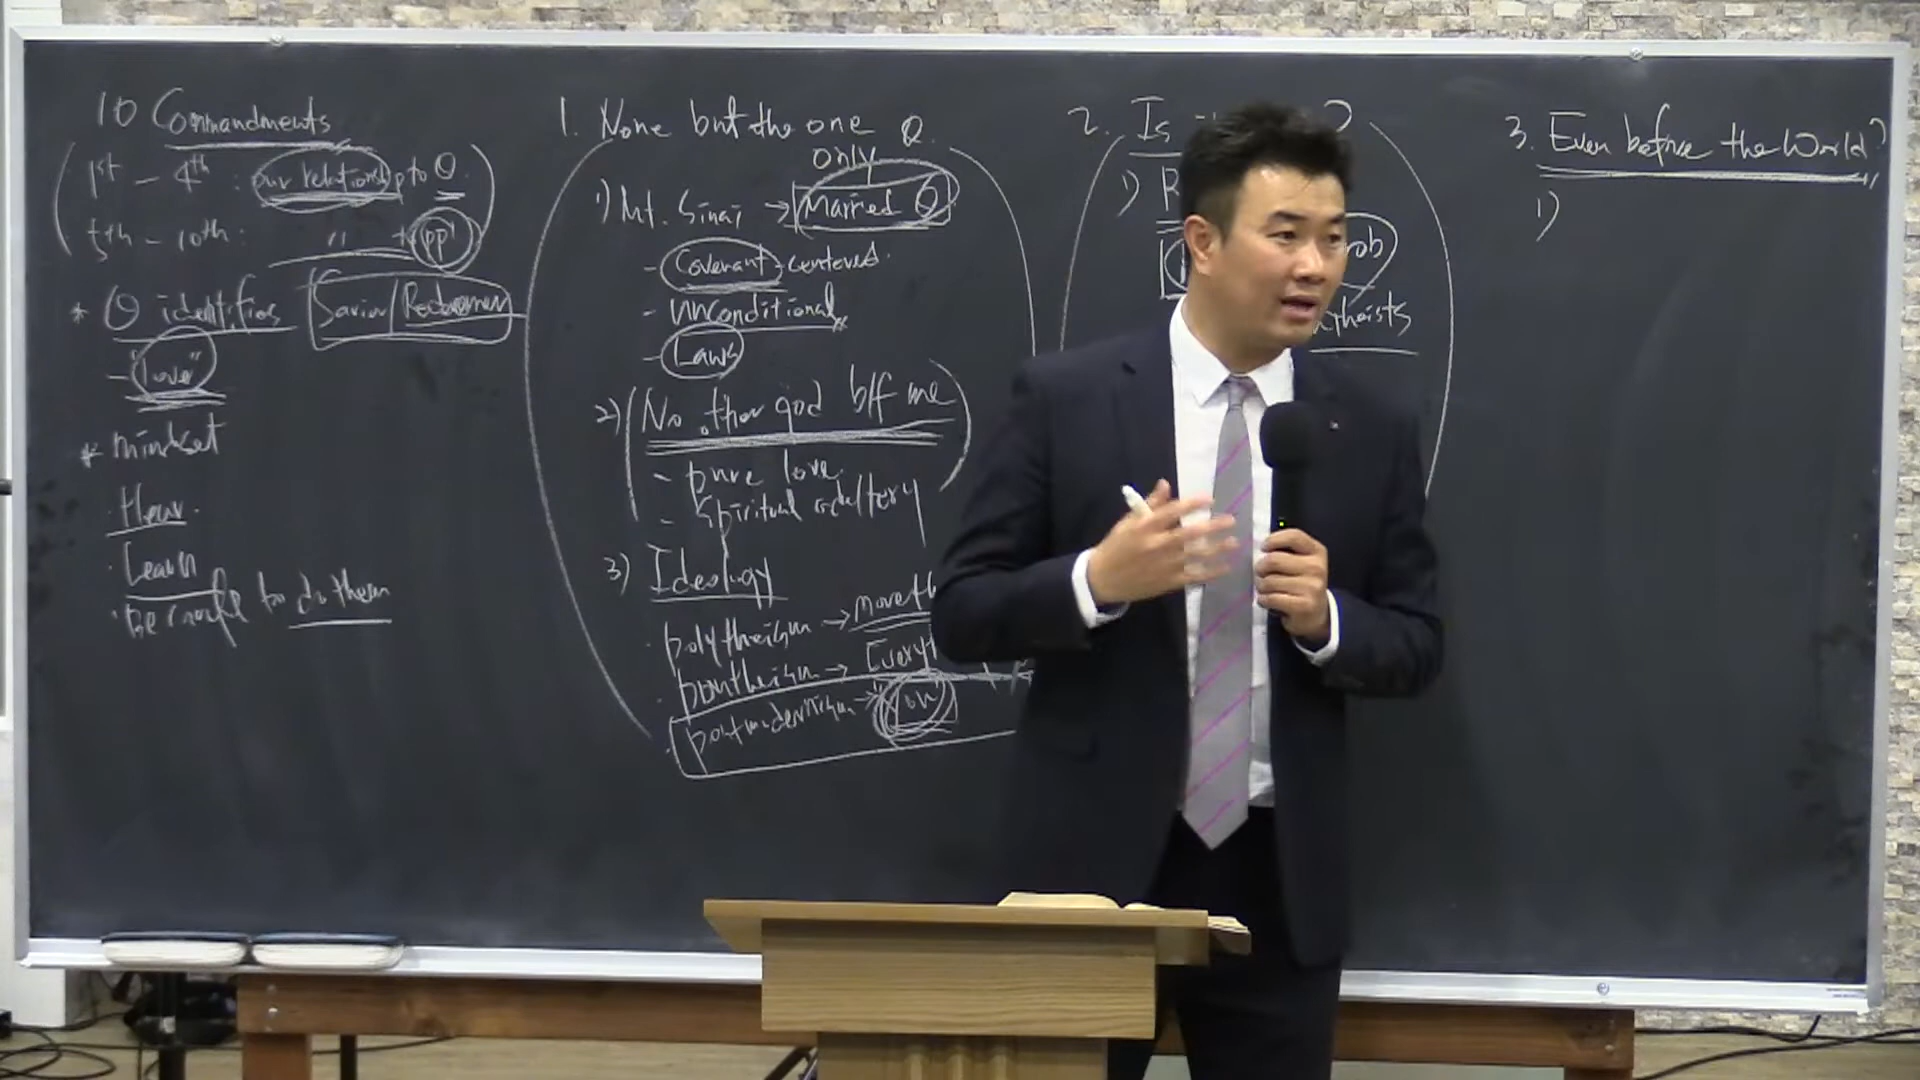 10 Commandments
1st - 4th : our relationship to Θ
5th - 10th : " to ppl
* Θ identifies Savior/Redeemer
- "love"
* mindset
· Hear.
· Learn
· Be careful to do them
1. None but the one only Θ.
1) Mt. Sinai → Married Θ
- Covenant-centered.
- unconditional
- Laws
2) No other god b/f me
- pure love
- spiritual adultery
3) Ideology
· polytheism →
· pantheism →
· postmodernism → "You"
2. Is ?
1)
3. Even before the World?
1)